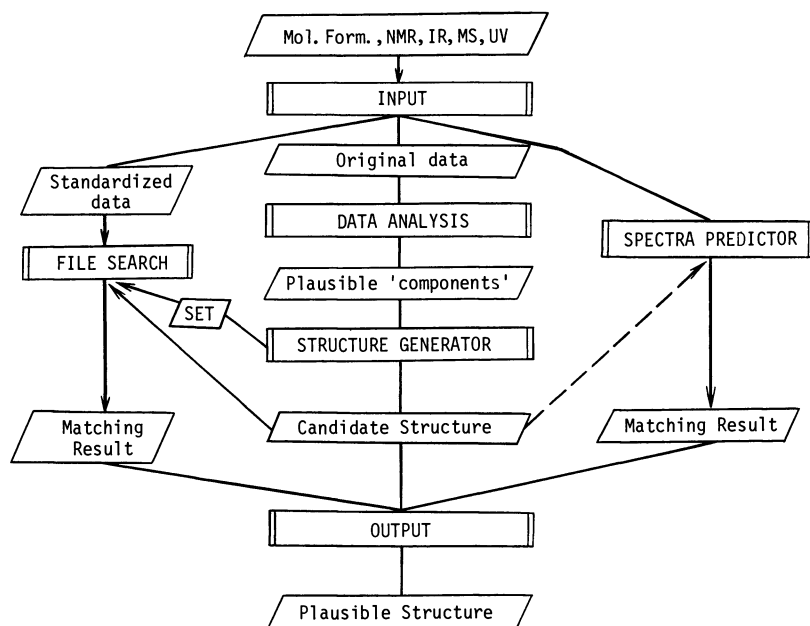 Mol. Form.,NMR,IR,MS,UV
INPUT
Original data
Standardized
data
DATA ANALYSIS
SPECTRA PREDICTOR
FILE SEARCH
Plausible 'components'
SET
STRUCTURE GENERATOR
Matching
Result
Candidate Structure
Matching Result
OUTPUT
Plausible Structure